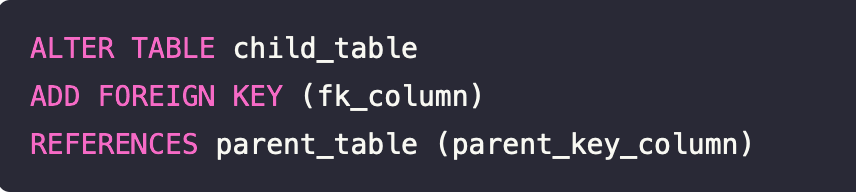 ALTER TABLE child_table
ADD FOREIGN KEY (fk_column)
REFERENCES parent_table (parent_key_column)